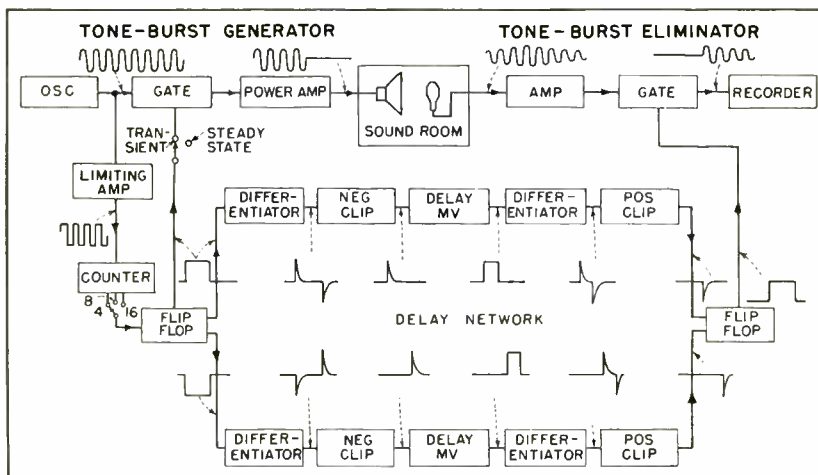 TONE-BURST GENERATOR
TONE-BURST ELIMINATOR
OSC
GATE
POWER AMP
SOUND ROOM
AMP
GATE
RECORDER
TRAN-
SIENT
STEADY
STATE
LIMITING
AMP
COUNTER
8
4
16
FLIP
FLOP
DIFFER-
ENTIATOR
NEG
CLIP
DELAY
MV
DIFFER-
ENTIATOR
POS
CLIP
DELAY NETWORK
FLIP
FLOP
DIFFER-
ENTIATOR
NEG
CLIP
DELAY
MV
DIFFER-
ENTIATOR
POS
CLIP